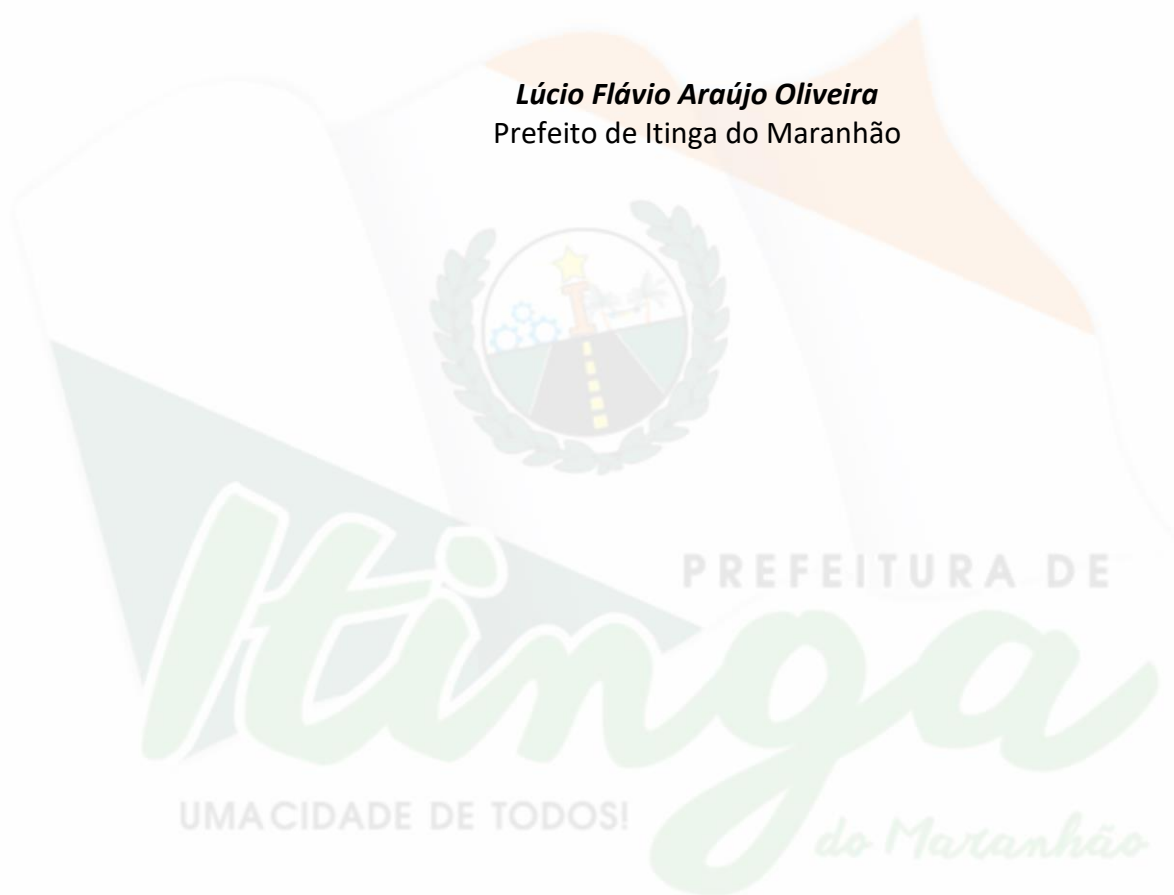 Lúcio Flávio Araújo Oliveira
Prefeito de Itinga do Maranhão
PREFEITURA DE
Itinga
do Maranhão
UMA CIDADE DE TODOS!